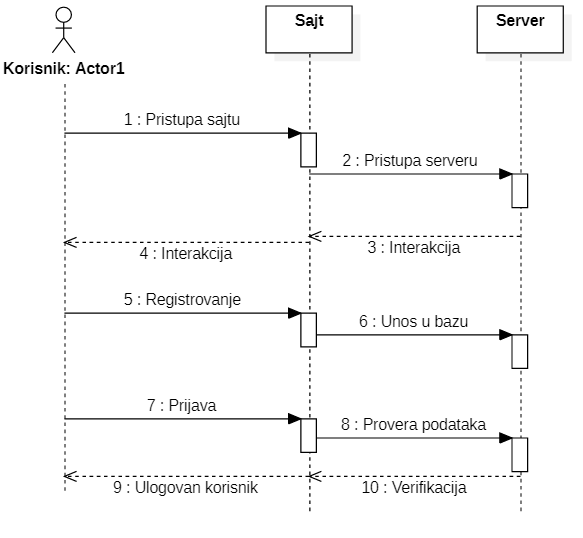 Sajt
Server
Korisnik: Actor1
1 : Pristupa sajtu
2 : Pristupa serveru
3 : Interakcija
4 : Interakcija
5 : Registrovanje
6 : Unos u bazu
7 : Prijava
8 : Provera podataka
9 : Ulogovan korisnik
10 : Verifikacija